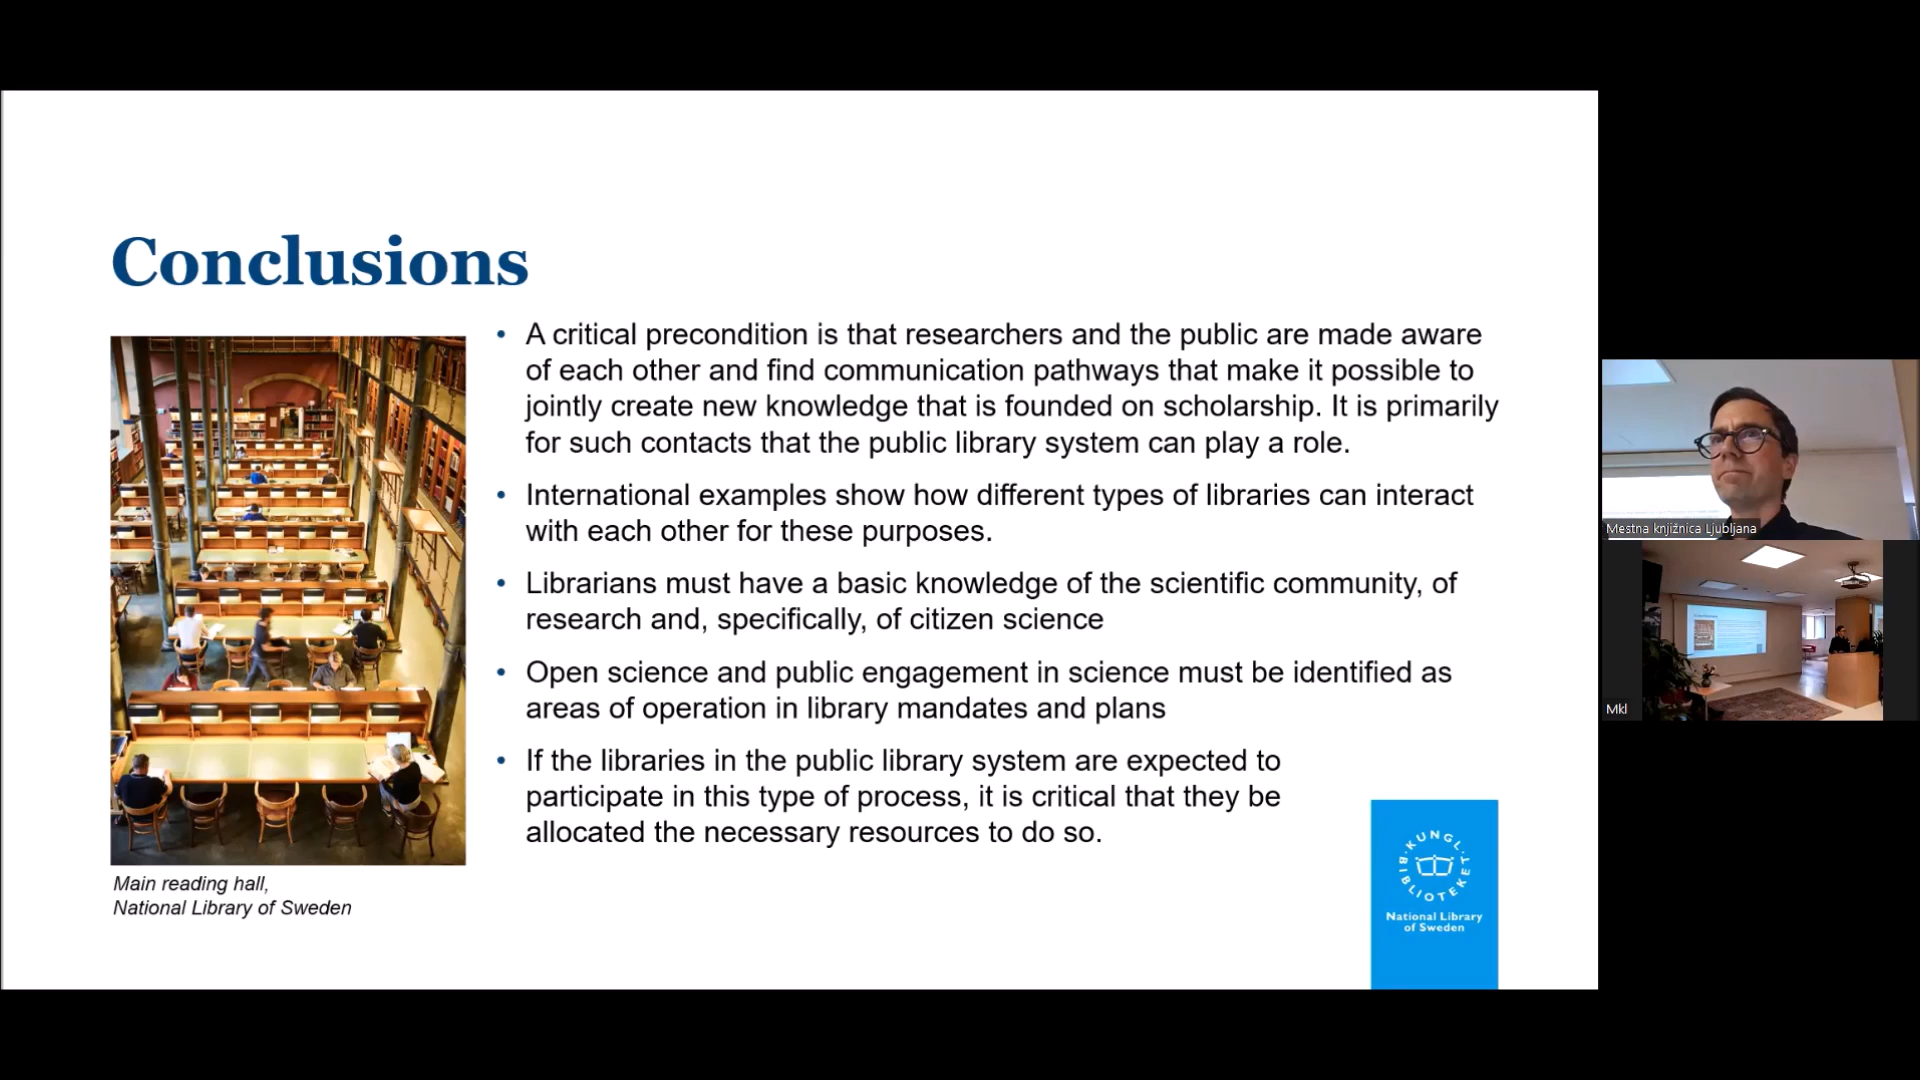 Conclusions
• A critical precondition is that researchers and the public are made aware
of each other and find communication pathways that make it possible to
jointly create new knowledge that is founded on scholarship. It is primarily
for such contacts that the public library system can play a role.
• International examples show how different types of libraries can interact
with each other for these purposes.
• Librarians must have a basic knowledge of the scientific community, of
research and, specifically, of citizen science
• Open science and public engagement in science must be identified as
areas of operation in library mandates and plans
• If the libraries in the public library system are expected to
participate in this type of process, it is critical that they be
allocated the necessary resources to do so.
Main reading hall,
National Library of Sweden
KUNGL.
BIBLIOTEKET
National Library
of Sweden
Mestna knjižnica Ljubljana
Mkl